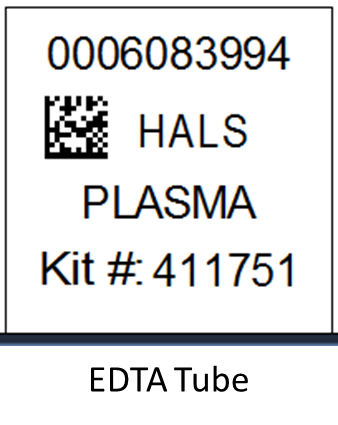 0006083994
HALS
PLASMA
Kit #: 411751
EDTA Tube